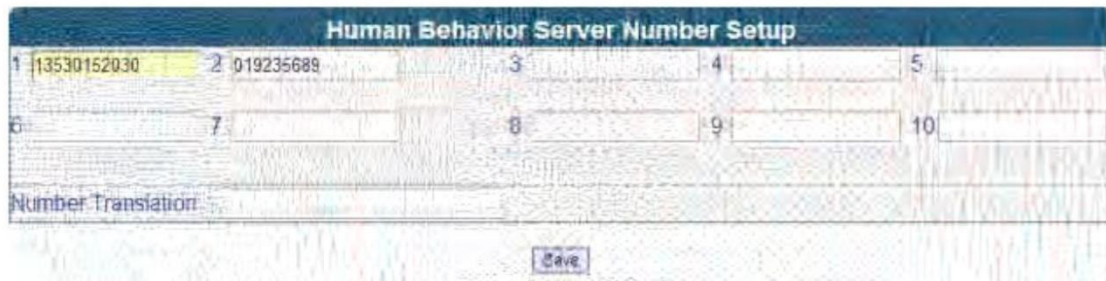 Human Behavior Server Number Setup
1 13530152030 2 019235689 3 4 5
6 7 8 9 10
Number Translation
Save